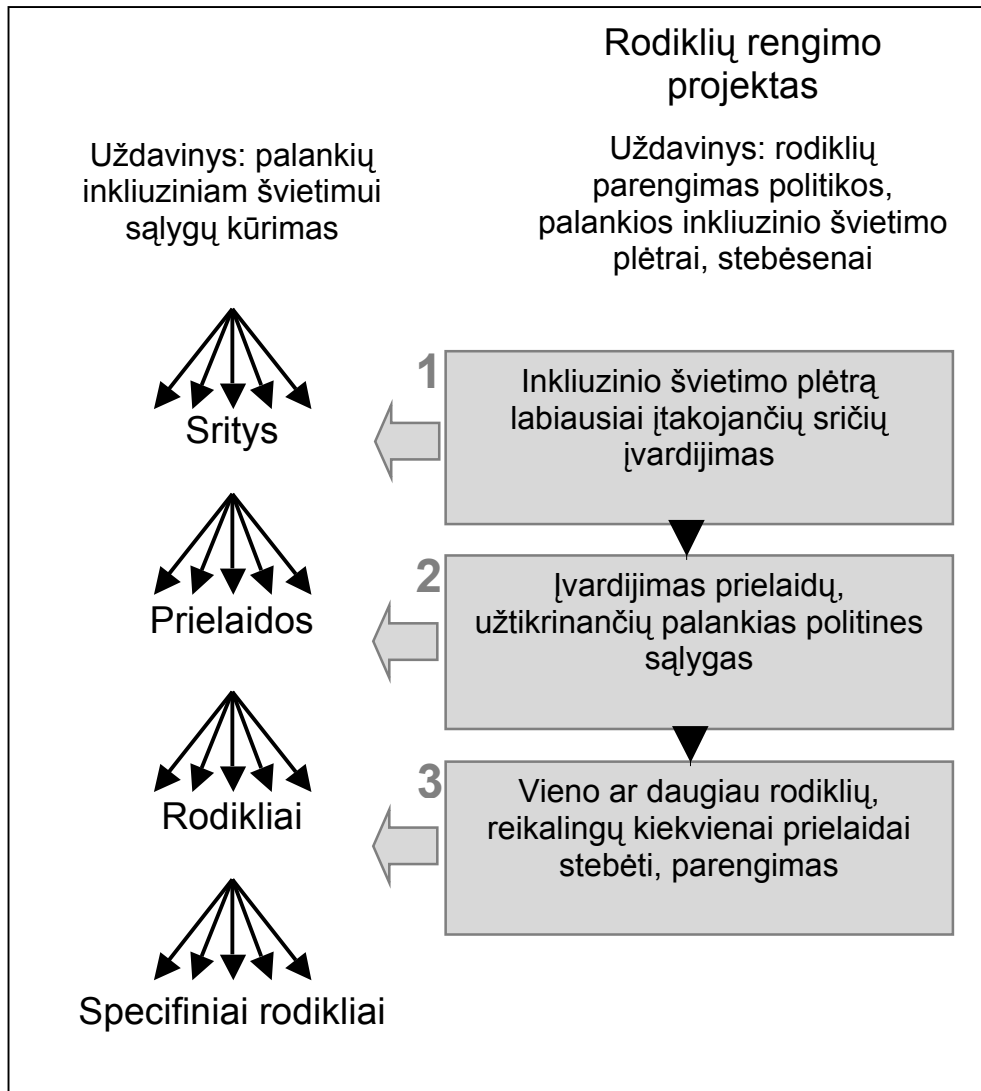 Rodiklių rengimo
projektas
Uždavinys: palankių
inkliuziniam švietimui
sąlygų kūrimas
Uždavinys: rodiklių
parengimas politikos,
palankios inkliuzinio švietimo
plėtrai, stebėsenai
Sritys
1
Inkliuzinio švietimo plėtrą
labiausiai įtakojančių sričių
įvardijimas
Prielaidos
2
Įvardijimas prielaidų,
užtikrinančių palankias politines
sąlygas
Rodikliai
3
Vieno ar daugiau rodiklių,
reikalingų kiekvienai prielaidai
stebėti, parengimas
Specifiniai rodikliai